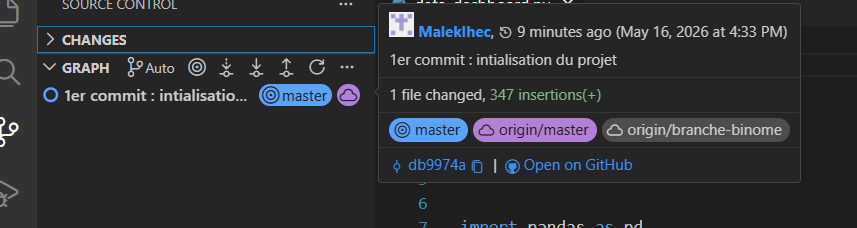 SOURCE CONTROL
CHANGES
GRAPH Auto
1er commit : intialisatio... master
MalekIhec, 9 minutes ago (May 16, 2026 at 4:33 PM)
1er commit : intialisation du projet
1 file changed, 347 insertions(+)
master origin/master origin/branche-binome
db9974a | Open on GitHub
6
7 import pandas as pd